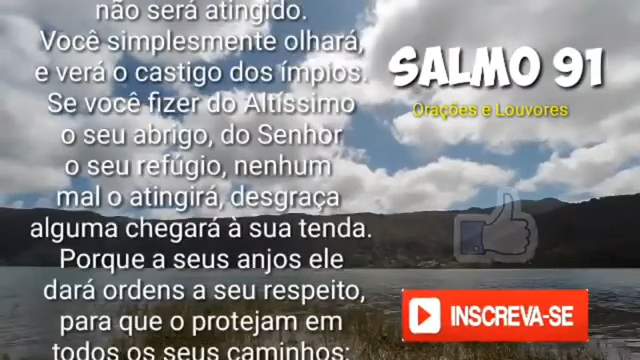 não será atingido.
Você simplesmente olhará,
e verá o castigo dos ímpios.
Se você fizer do Altíssimo
o seu abrigo, do Senhor
o seu refúgio, nenhum
mal o atingirá, desgraça
alguma chegará à sua tenda.
Porque a seus anjos ele
dará ordens a seu respeito,
para que o protejam em
todos os seus caminhos;
SALMO 91
Orações e Louvores
INSCREVA-SE